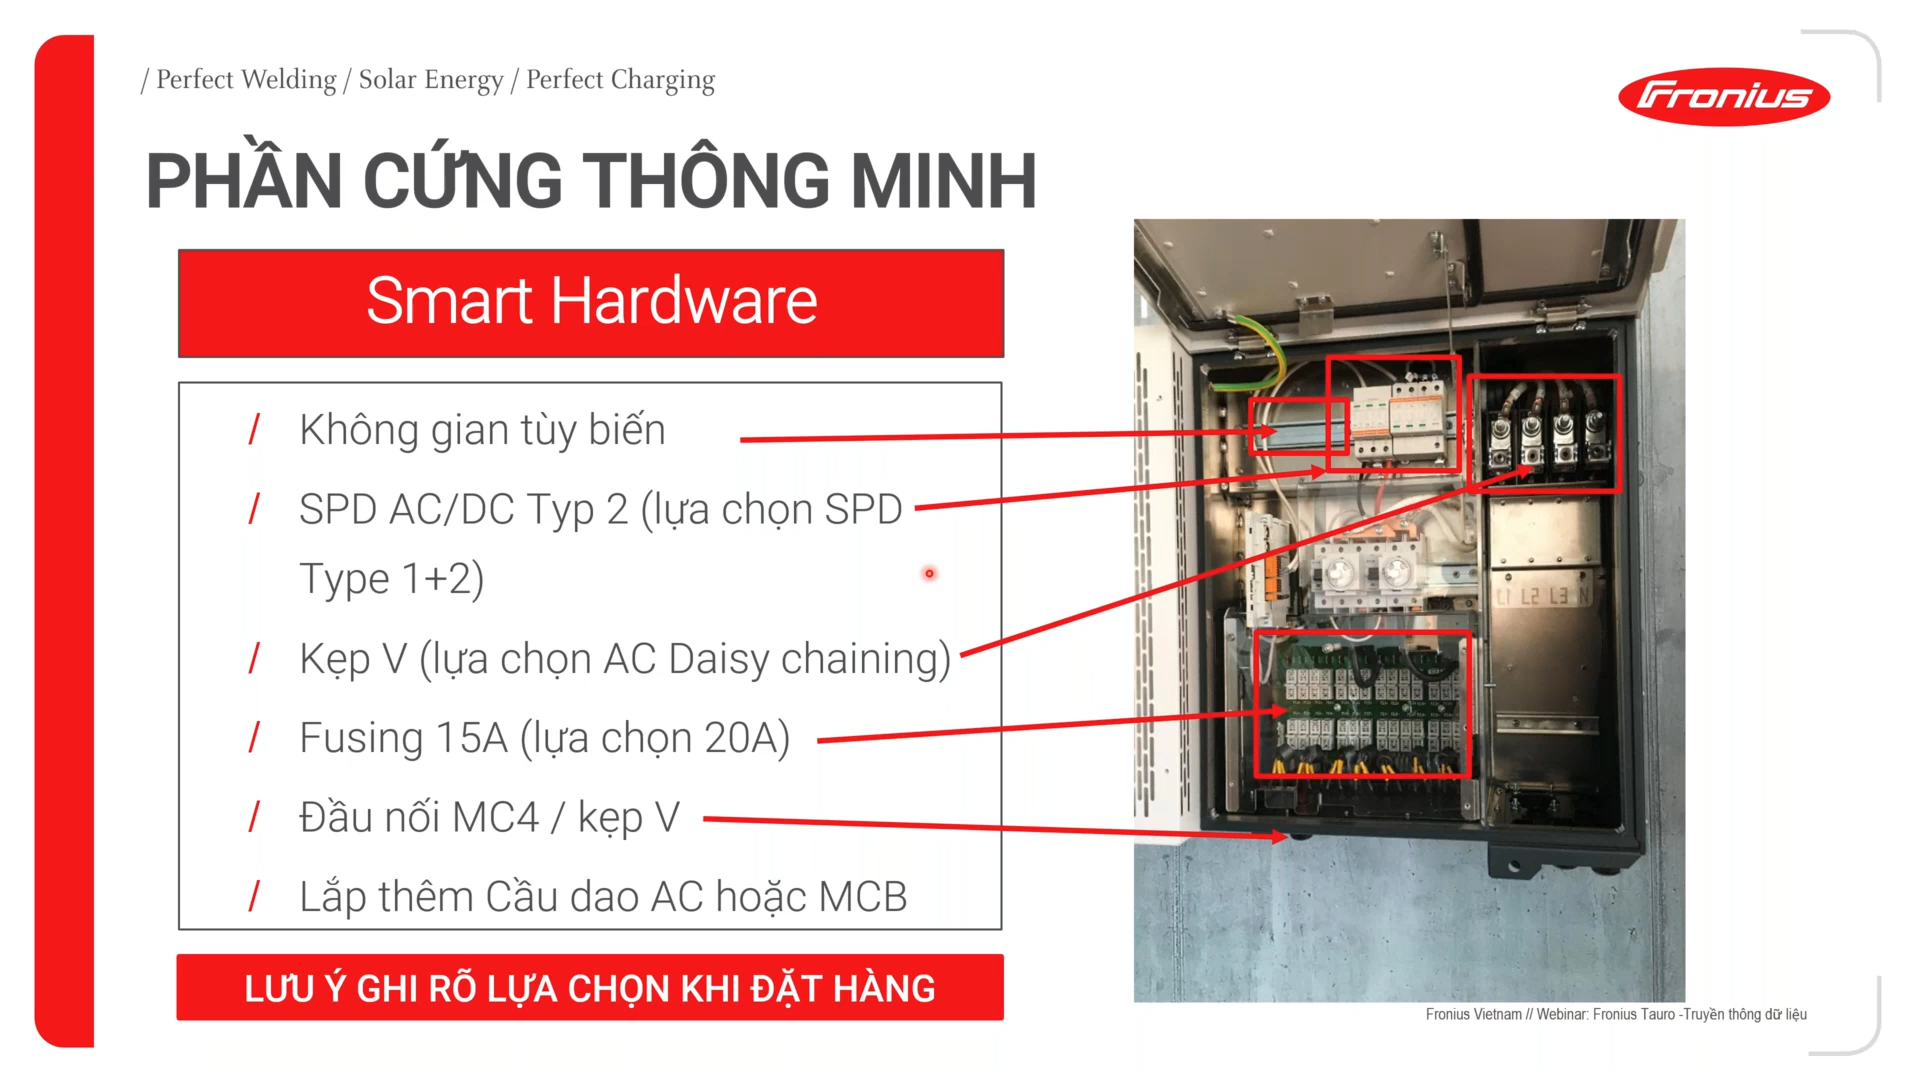 / Perfect Welding / Solar Energy / Perfect Charging
Fronius
PHẦN CỨNG THÔNG MINH
Smart Hardware
/ Không gian tùy biến
/ SPD AC/DC Typ 2 (lựa chọn SPD
Type 1+2)
/ Kẹp V (lựa chọn AC Daisy chaining)
/ Fusing 15A (lựa chọn 20A)
/ Đầu nối MC4 / kẹp V
/ Lắp thêm Cầu dao AC hoặc MCB
LƯU Ý GHI RÕ LỰA CHỌN KHI ĐẶT HÀNG
L1 L2 L3 N
Fronius Vietnam // Webinar: Fronius Tauro -Truyền thông dữ liệu